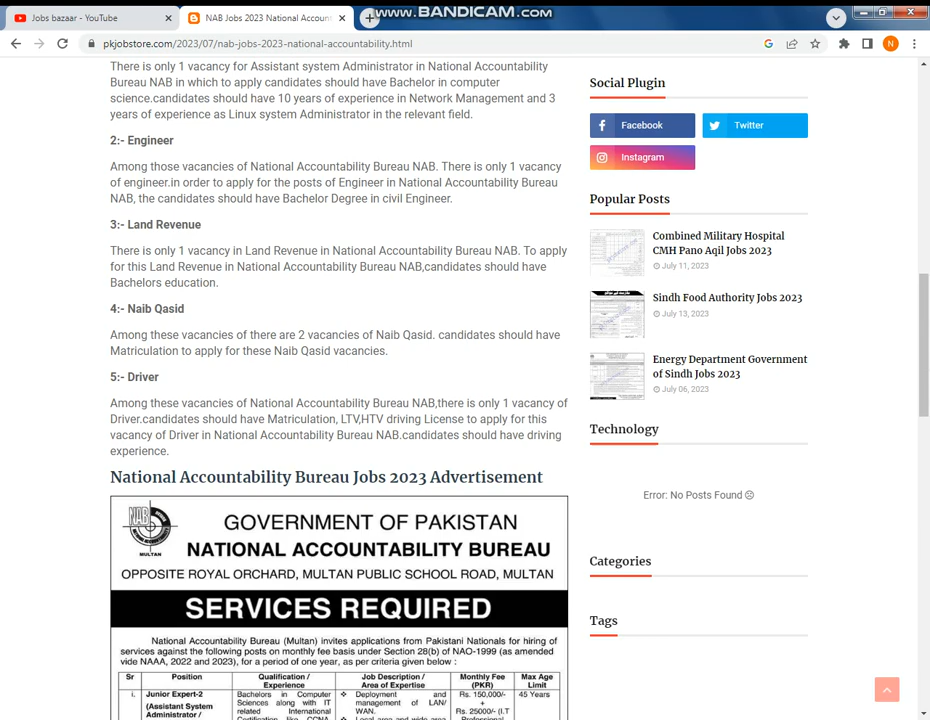 Jobs bazaar - YouTube
NAB Jobs 2023 National Account
www.BANDICAM.com
pkjobstore.com/2023/07/nab-jobs-2023-national-accountability.html
N
There is only 1 vacancy for Assistant system Administrator in National Accountability
Bureau NAB in which to apply candidates should have Bachelor in computer
science.candidates should have 10 years of experience in Network Management and 3
years of experience as Linux system Administrator in the relevant field.
2:- Engineer
Among those vacancies of National Accountability Bureau NAB. There is only 1 vacancy
of engineer.in order to apply for the posts of Engineer in National Accountability Bureau
NAB, the candidates should have Bachelor Degree in civil Engineer.
3:- Land Revenue
There is only 1 vacancy in Land Revenue in National Accountability Bureau NAB. To apply
for this Land Revenue in National Accountability Bureau NAB,candidates should have
Bachelors education.
4:- Naib Qasid
Among these vacancies of there are 2 vacancies of Naib Qasid. candidates should have
Matriculation to apply for these Naib Qasid vacancies.
5:- Driver
Among these vacancies of National Accountability Bureau NAB,there is only 1 vacancy of
Driver.candidates should have Matriculation, LTV,HTV driving License to apply for this
vacancy of Driver in National Accountability Bureau NAB.candidates should have driving
experience.
National Accountability Bureau Jobs 2023 Advertisement
NAB
MULTAN
GOVERNMENT OF PAKISTAN
NATIONAL ACCOUNTABILITY BUREAU
OPPOSITE ROYAL ORCHARD, MULTAN PUBLIC SCHOOL ROAD, MULTAN
SERVICES REQUIRED
National Accountability Bureau (Multan) invites applications from Pakistani Nationals for hiring of
services against the following posts on monthly fee basis under Section 28(b) of NAO-1999 (as amended
vide NAAA, 2022 and 2023), for a period of one year, as per criteria given below :
Sr Position Qualification / Experience Job Description / Area of Expertise Monthly Fee (PKR) Max Age Limit
i. Junior Expert-2 Bachelors in Computer Deployment and Rs. 150,000/- 45 Years
(Assistant System Sciences along with IT management of LAN/ +
Administrator / related International WAN. Rs. 25000/- (I.T
Social Plugin
Facebook
Twitter
Instagram
Popular Posts
Combined Military Hospital
CMH Pano Aqil Jobs 2023
July 11, 2023
Sindh Food Authority Jobs 2023
July 13, 2023
Energy Department Government
of Sindh Jobs 2023
July 06, 2023
Technology
Error: No Posts Found
Categories
Tags